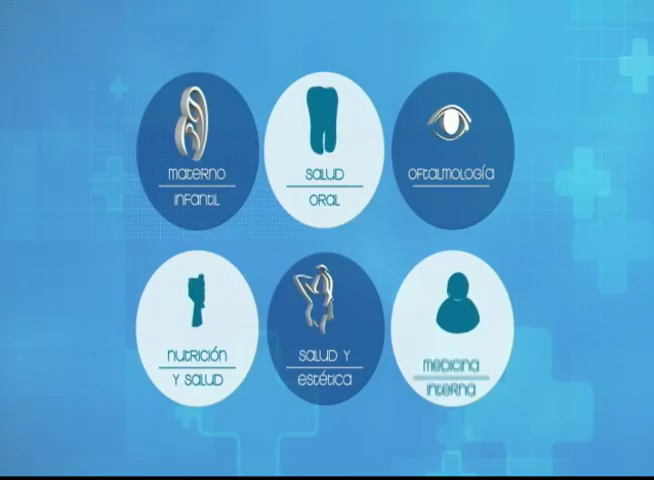 materno
infantil
salud
oral
oftalmología
nutrición
y salud
salud y
estética
medicina
interna